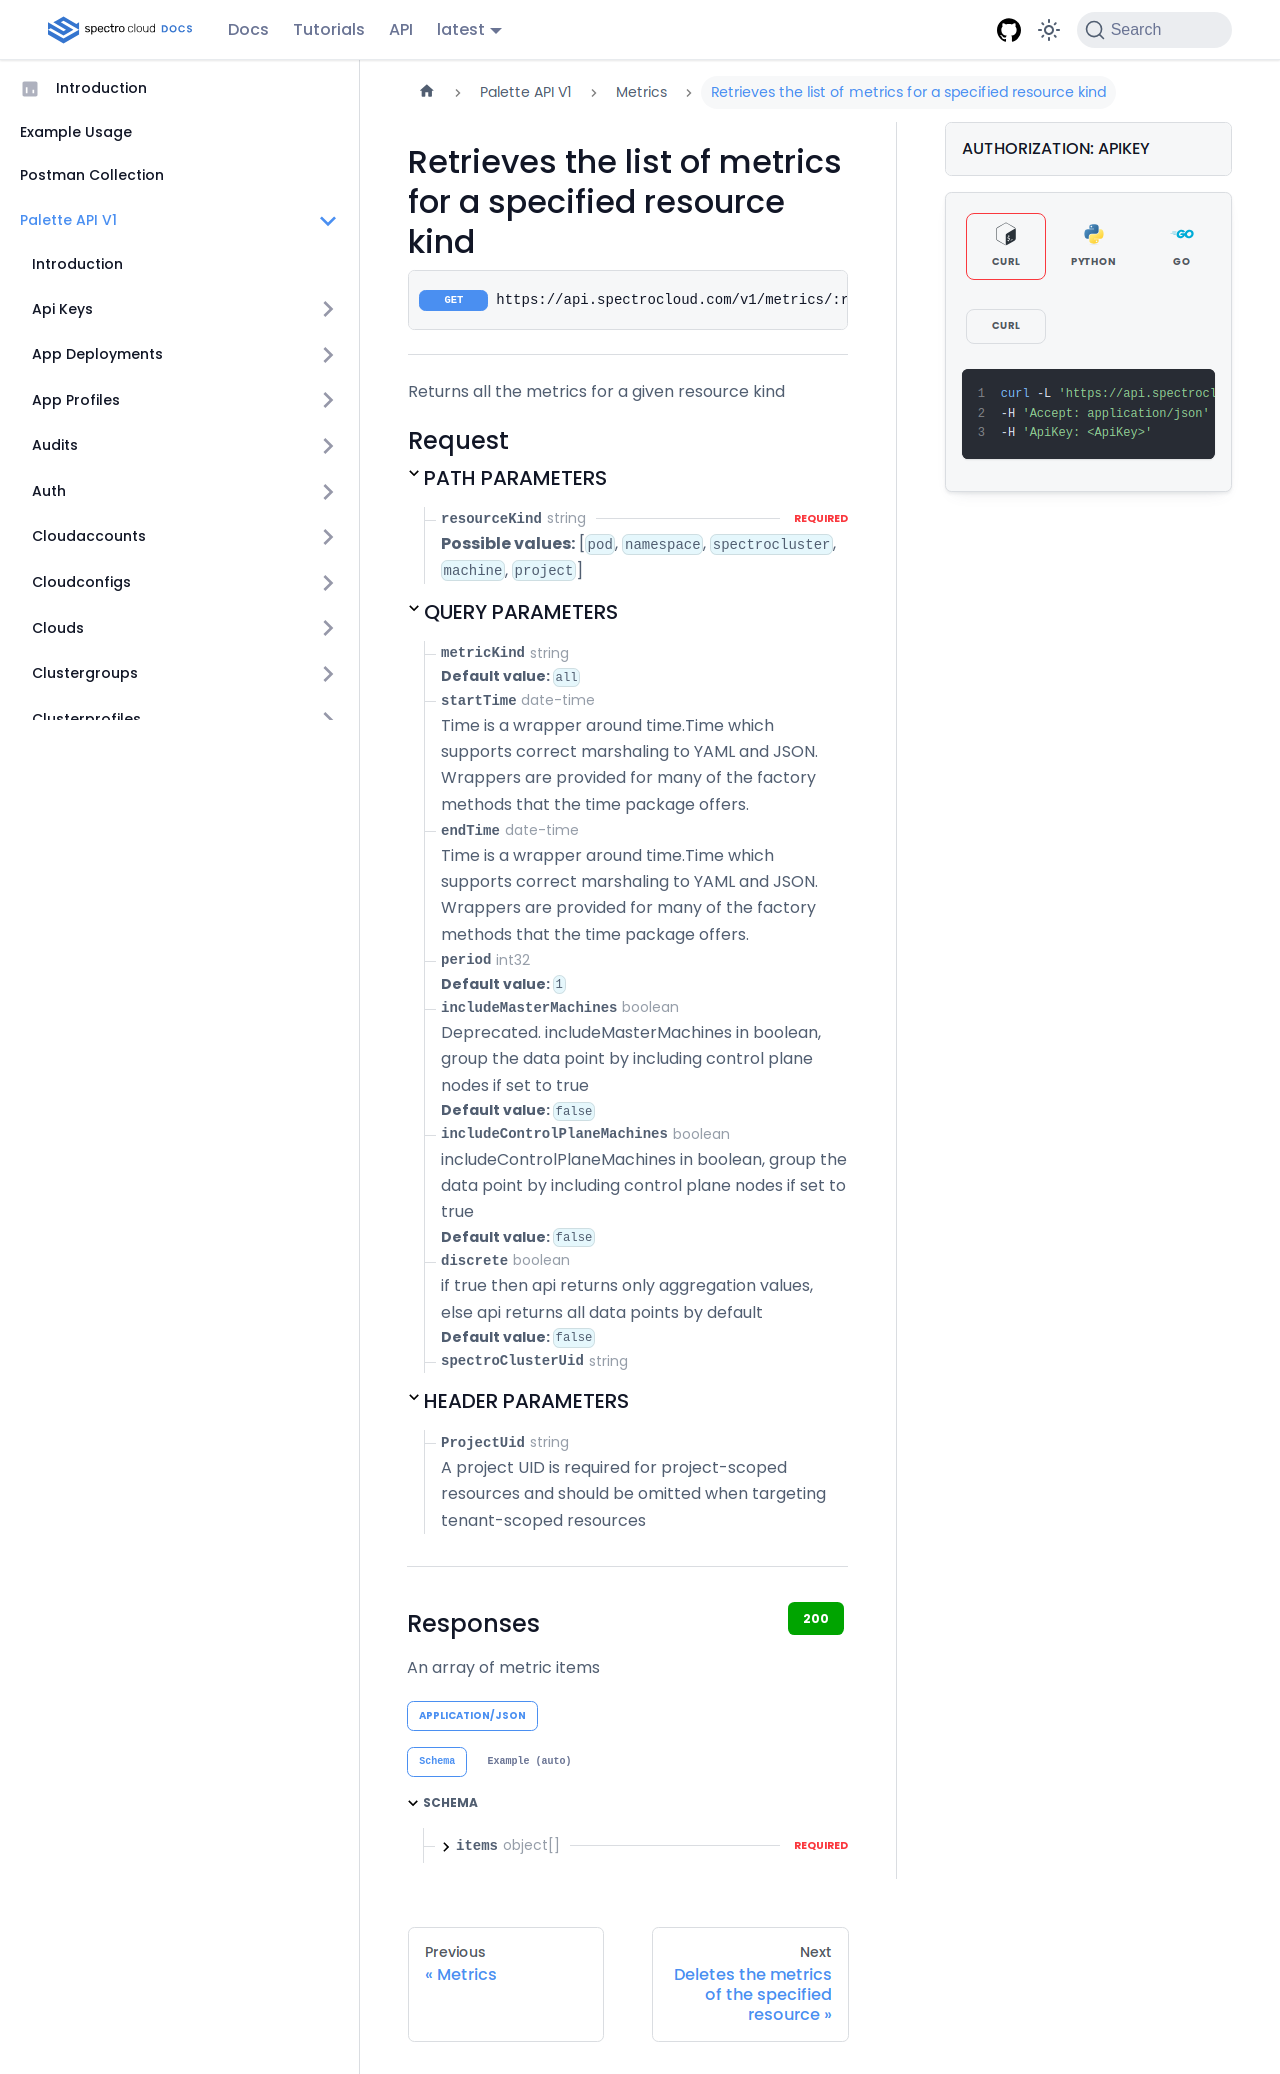 spectro cloud DOCS
Docs
Tutorials
API
latest
Search
Introduction
Example Usage
Postman Collection
Palette API V1
Introduction
Api Keys
App Deployments
App Profiles
Audits
Auth
Cloudaccounts
Cloudconfigs
Clouds
Clustergroups
Clusterprofiles
Palette API V1
Metrics
Retrieves the list of metrics for a specified resource kind
Retrieves the list of metrics
for a specified resource
kind
GET https://api.spectrocloud.com/v1/metrics/:r
Returns all the metrics for a given resource kind
Request
PATH PARAMETERS
resourceKind string REQUIRED
Possible values: [pod, namespace, spectrocluster,
machine, project]
QUERY PARAMETERS
metricKind string
Default value: all
startTime date-time
Time is a wrapper around time.Time which
supports correct marshaling to YAML and JSON.
Wrappers are provided for many of the factory
methods that the time package offers.
endTime date-time
Time is a wrapper around time.Time which
supports correct marshaling to YAML and JSON.
Wrappers are provided for many of the factory
methods that the time package offers.
period int32
Default value: 1
includeMasterMachines boolean
Deprecated. includeMasterMachines in boolean,
group the data point by including control plane
nodes if set to true
Default value: false
includeControlPlaneMachines boolean
includeControlPlaneMachines in boolean, group the
data point by including control plane nodes if set to
true
Default value: false
discrete boolean
if true then api returns only aggregation values,
else api returns all data points by default
Default value: false
spectroClusterUid string
HEADER PARAMETERS
ProjectUid string
A project UID is required for project-scoped
resources and should be omitted when targeting
tenant-scoped resources
Responses
200
An array of metric items
APPLICATION/JSON
Schema
Example (auto)
SCHEMA
items object[] REQUIRED
Previous
« Metrics
Next
Deletes the metrics
of the specified
resource »
AUTHORIZATION: APIKEY
CURL
PYTHON
GO
GO
CURL
1 curl -L 'https://api.spectrocl
2 -H 'Accept: application/json'
3 -H 'ApiKey: <ApiKey>'